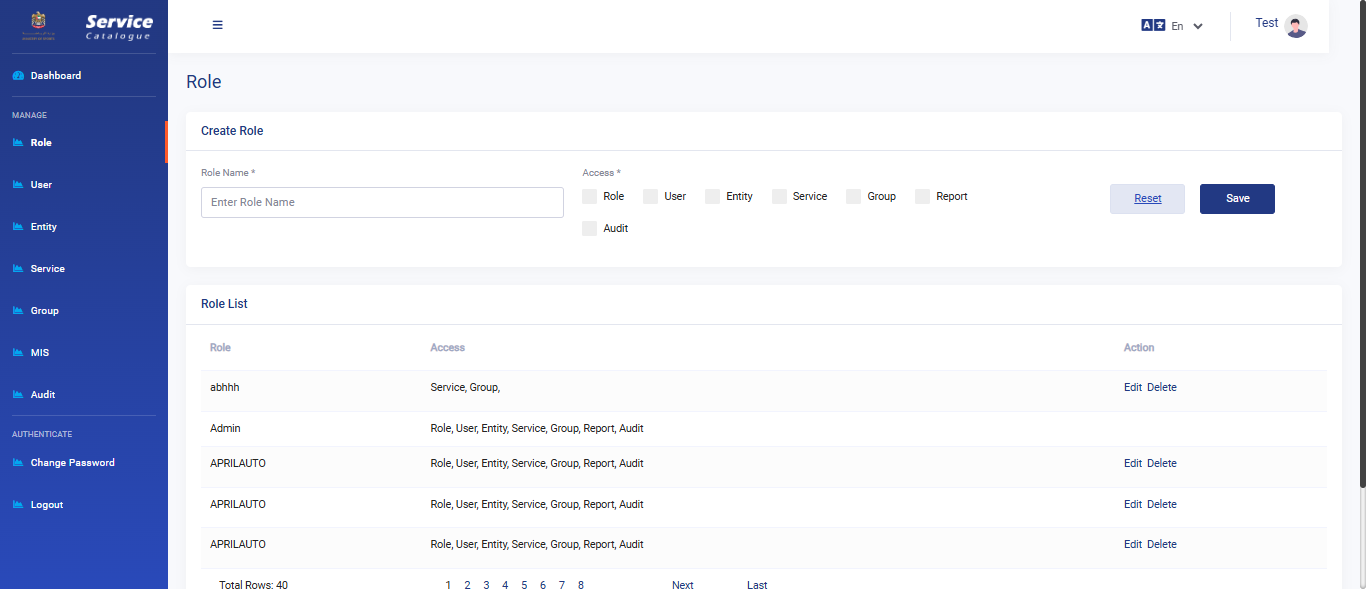 Service
Catalogue
En
Test
Dashboard
MANAGE
Role
User
Entity
Service
Group
MIS
Audit
AUTHENTICATE
Change Password
Logout
Role
Create Role
Role Name *
Enter Role Name
Access *
Role User Entity Service Group Report
Audit
Reset
Save
Role List
Role Access Action
abhhh Service, Group, Edit Delete
Admin Role, User, Entity, Service, Group, Report, Audit
APRILAUTO Role, User, Entity, Service, Group, Report, Audit Edit Delete
APRILAUTO Role, User, Entity, Service, Group, Report, Audit Edit Delete
APRILAUTO Role, User, Entity, Service, Group, Report, Audit Edit Delete
Total Rows: 40 1 2 3 4 5 6 7 8 Next Last